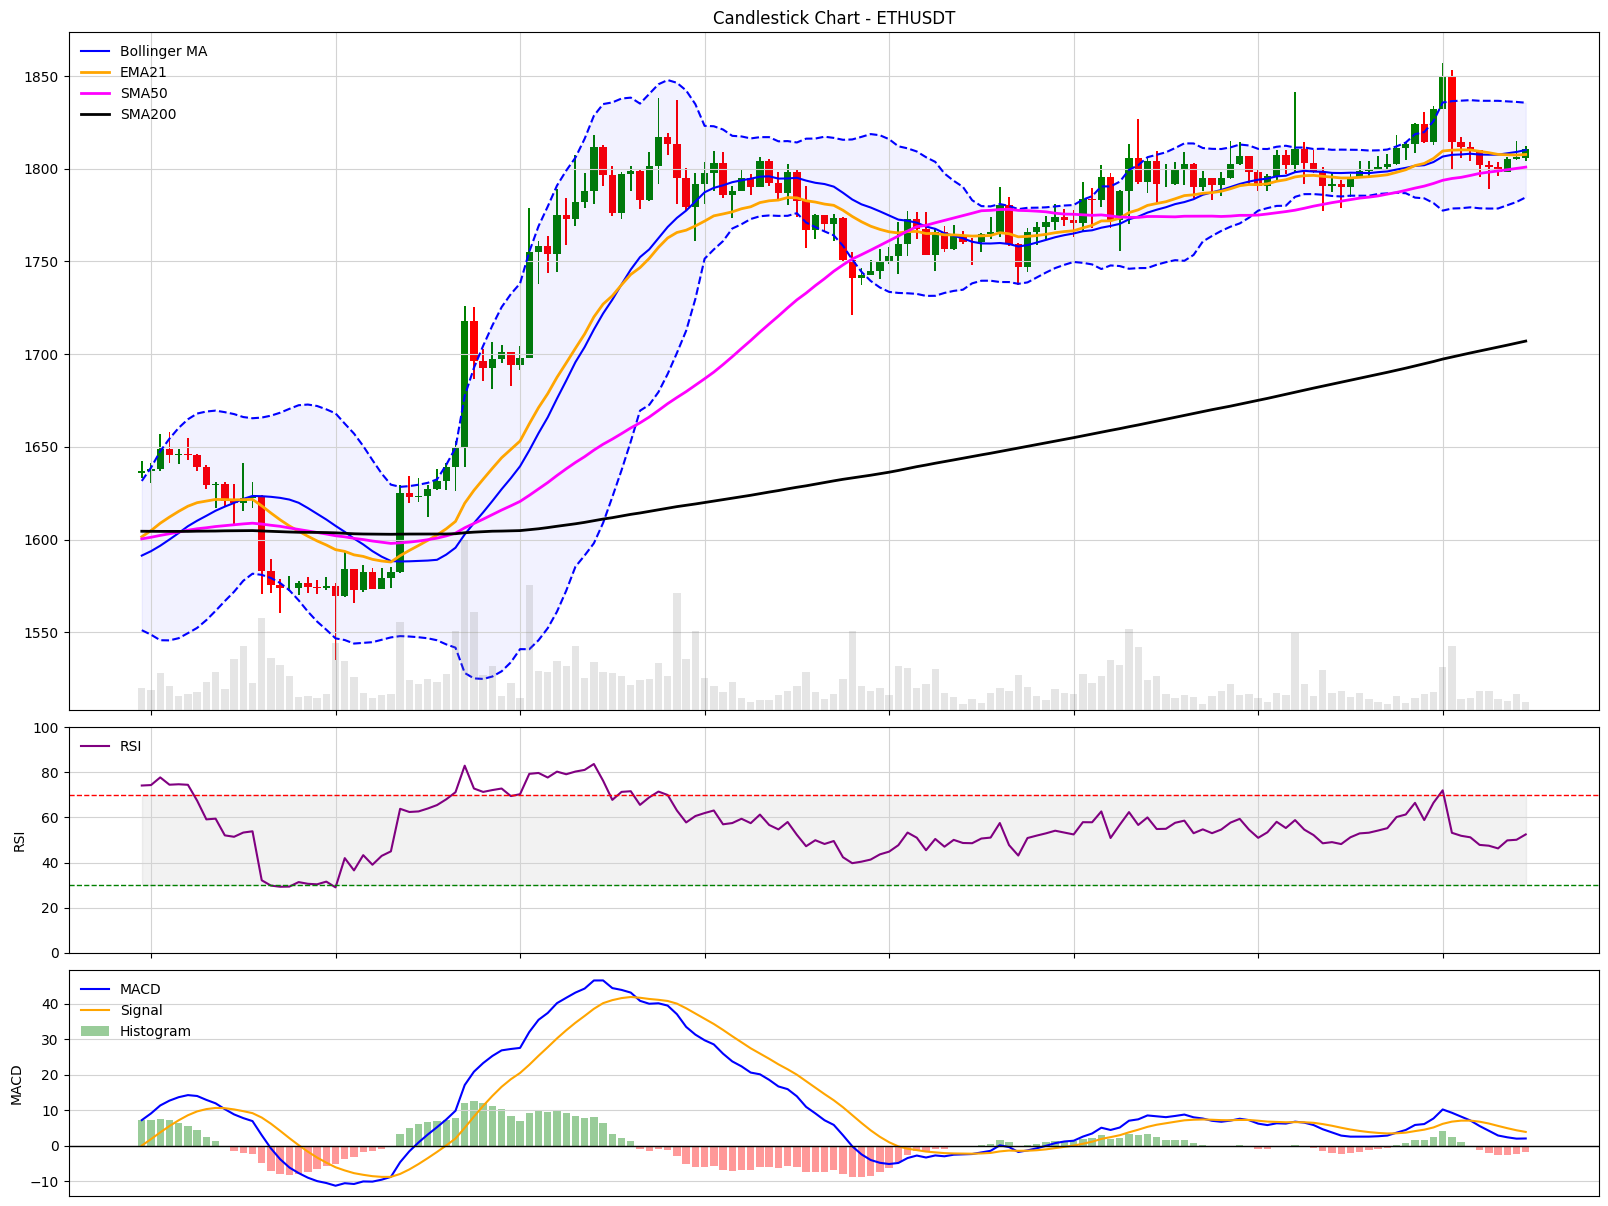 Candlestick Chart - ETHUSDT
Bollinger MA
EMA21
SMA50
SMA200
1850
1800
1750
1700
1650
1600
1550
RSI
100
80
60
40
20
0
RSI
MACD
Signal
Histogram
40
30
20
10
0
−10
MACD